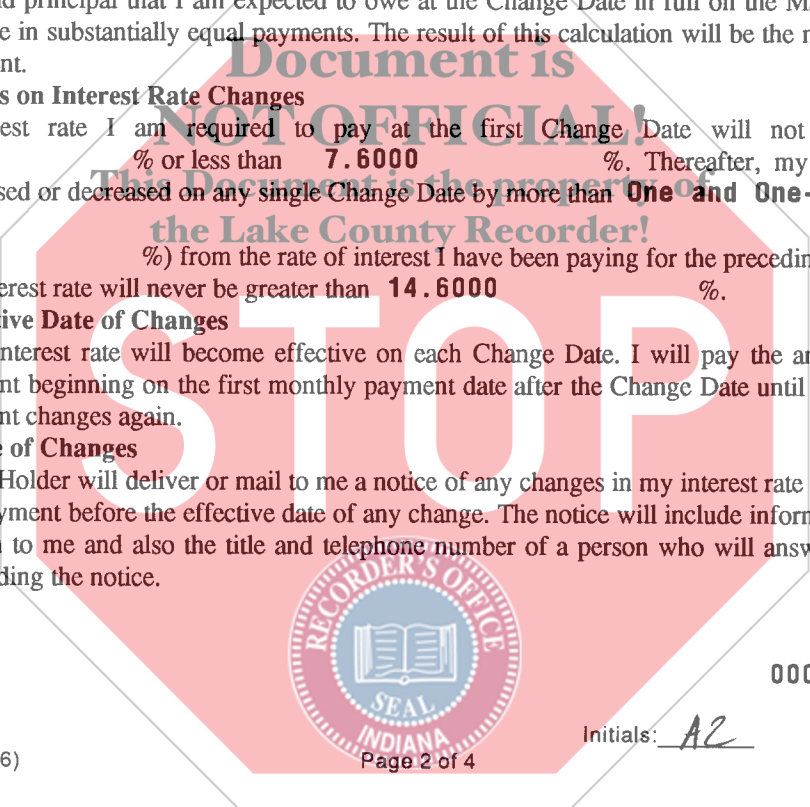 d principal that I am expected to owe at the Change Date in full on the M
e in substantially equal payments. The result of this calculation will be the n
nt.
Document is
s on Interest Rate Changes
NOT OFFICIAL!
est rate I am required to pay at the first Change Date will not
% or less than 7.6000 %. Thereafter, my
This Document is the property of
sed or decreased on any single Change Date by more than One and One-
the Lake County Recorder!
%) from the rate of interest I have been paying for the precedin
erest rate will never be greater than 14.6000 %.
ive Date of Changes
STOP
nterest rate will become effective on each Change Date. I will pay the a
nt beginning on the first monthly payment date after the Change Date until
nt changes again.
e of Changes
Holder will deliver or mail to me a notice of any changes in my interest rate
yment before the effective date of any change. The notice will include inform
to me and also the title and telephone number of a person who will answ
ding the notice.
RECORDER'S OFFICE
SEAL
INDIANA
000
Initials: AZ
6)
Page 2 of 4